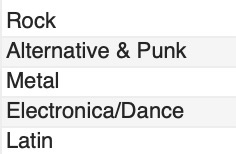 Rock
Alternative & Punk
Metal
Electronica/Dance
Latin